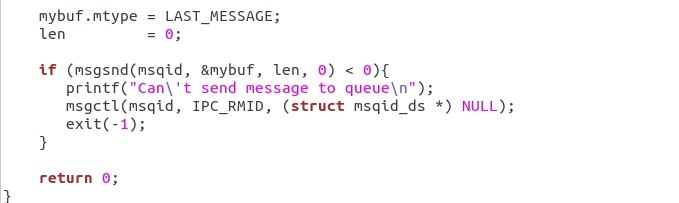 mybuf.mtype = LAST_MESSAGE;
len         = 0;
if (msgsnd(msqid, &mybuf, len, 0) < 0){
printf("Can\'t send message to queue\n");
msgctl(msqid, IPC_RMID, (struct msqid_ds *) NULL);
exit(-1);
}
return 0;
}